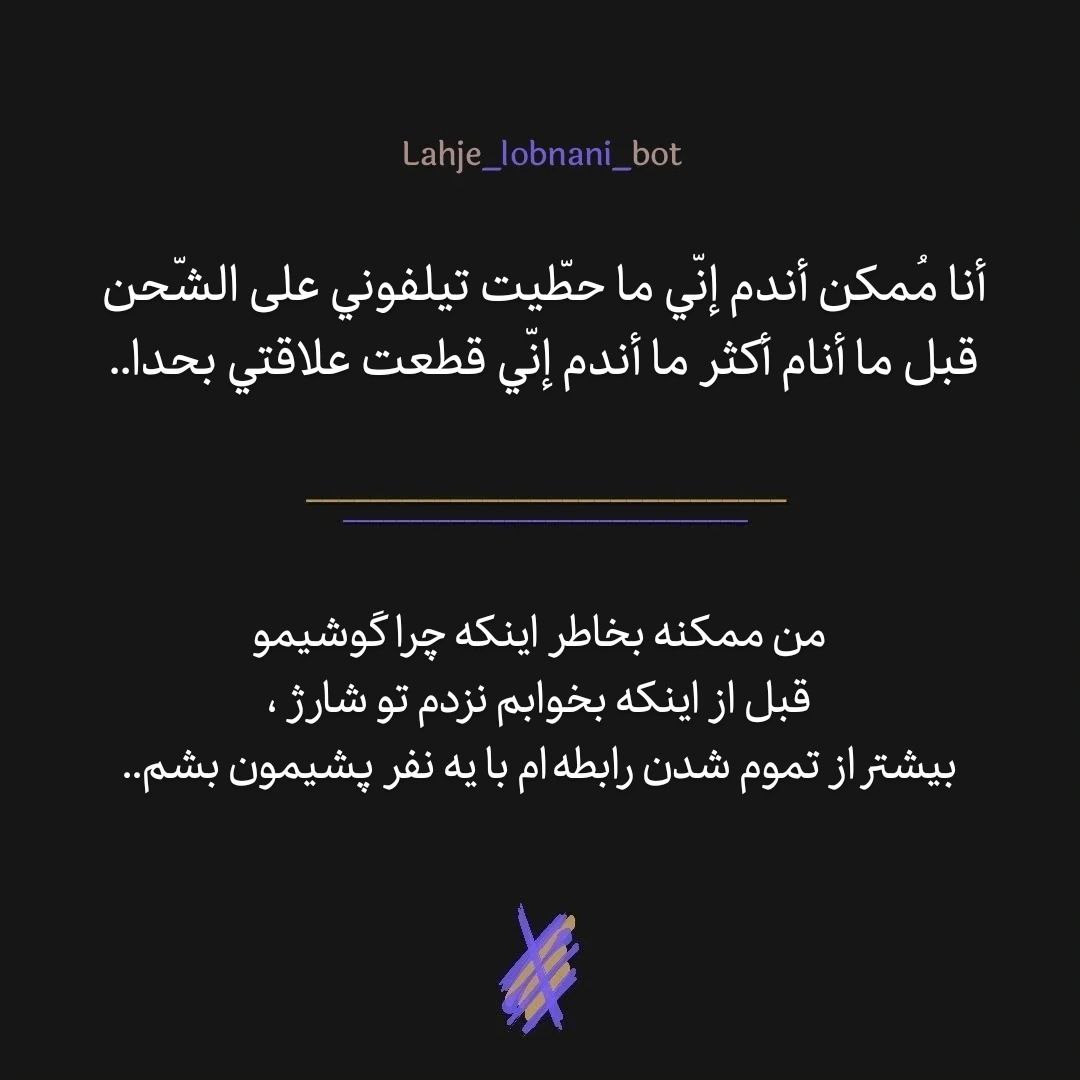 Lahje_lobnani_bot
أنا مُمكن أندم إنّي ما حطّيت تيلفوني على الشّحن
قبل ما أنام أكثر ما أندم إنّي قطعت علاقتي بحدا..
من ممكنه بخاطر اینکه چرا گوشیمو
قبل از اینکه بخوابم نزدم تو شارژ ،
بیشتر از تموم شدن رابطه ام با یه نفر پشیمون بشم..